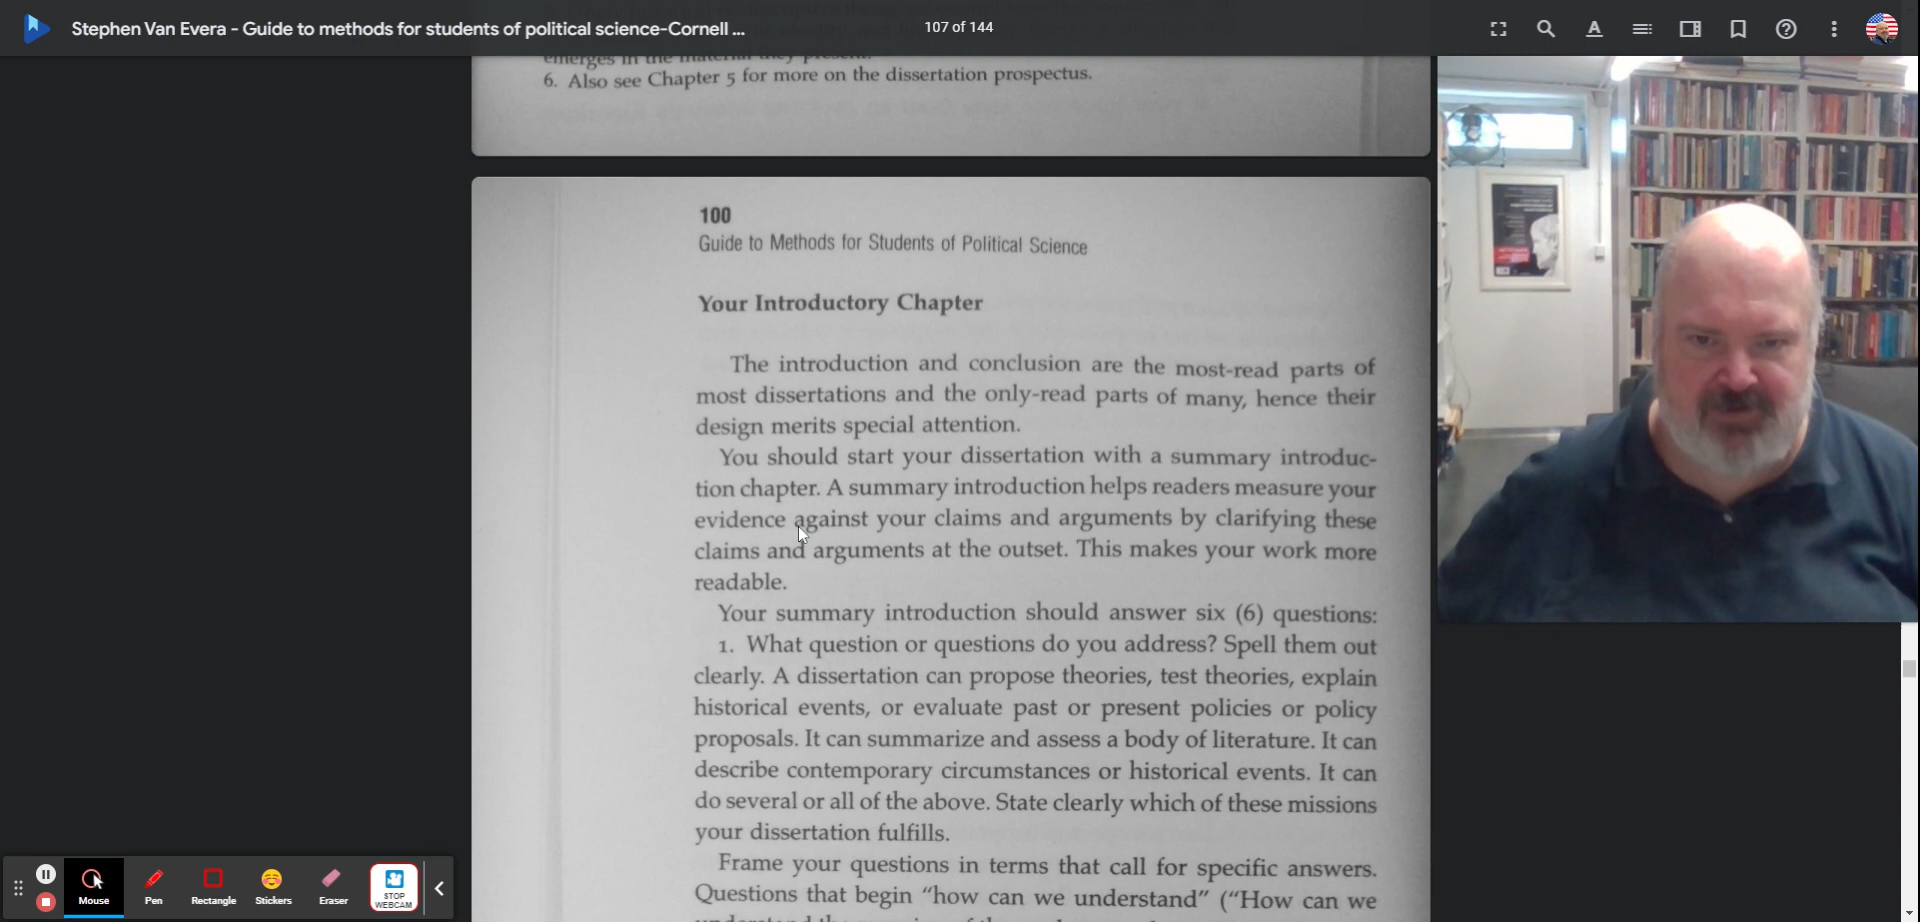 Stephen Van Evera - Guide to methods for students of political science-Cornell ...
107 of 144
emerges in the material they present.
6. Also see Chapter 5 for more on the dissertation prospectus.
100
Guide to Methods for Students of Political Science
Your Introductory Chapter
The introduction and conclusion are the most-read parts of
most dissertations and the only-read parts of many, hence their
design merits special attention.
You should start your dissertation with a summary introduc-
tion chapter. A summary introduction helps readers measure your
evidence against your claims and arguments by clarifying these
claims and arguments at the outset. This makes your work more
readable.
Your summary introduction should answer six (6) questions:
1. What question or questions do you address? Spell them out
clearly. A dissertation can propose theories, test theories, explain
historical events, or evaluate past or present policies or policy
proposals. It can summarize and assess a body of literature. It can
describe contemporary circumstances or historical events. It can
do several or all of the above. State clearly which of these missions
your dissertation fulfills.
Frame your questions in terms that call for specific answers.
Questions that begin “how can we understand” (“How can we
Mouse
Pen
Rectangle
Stickers
Eraser
STOP
WEBCAM